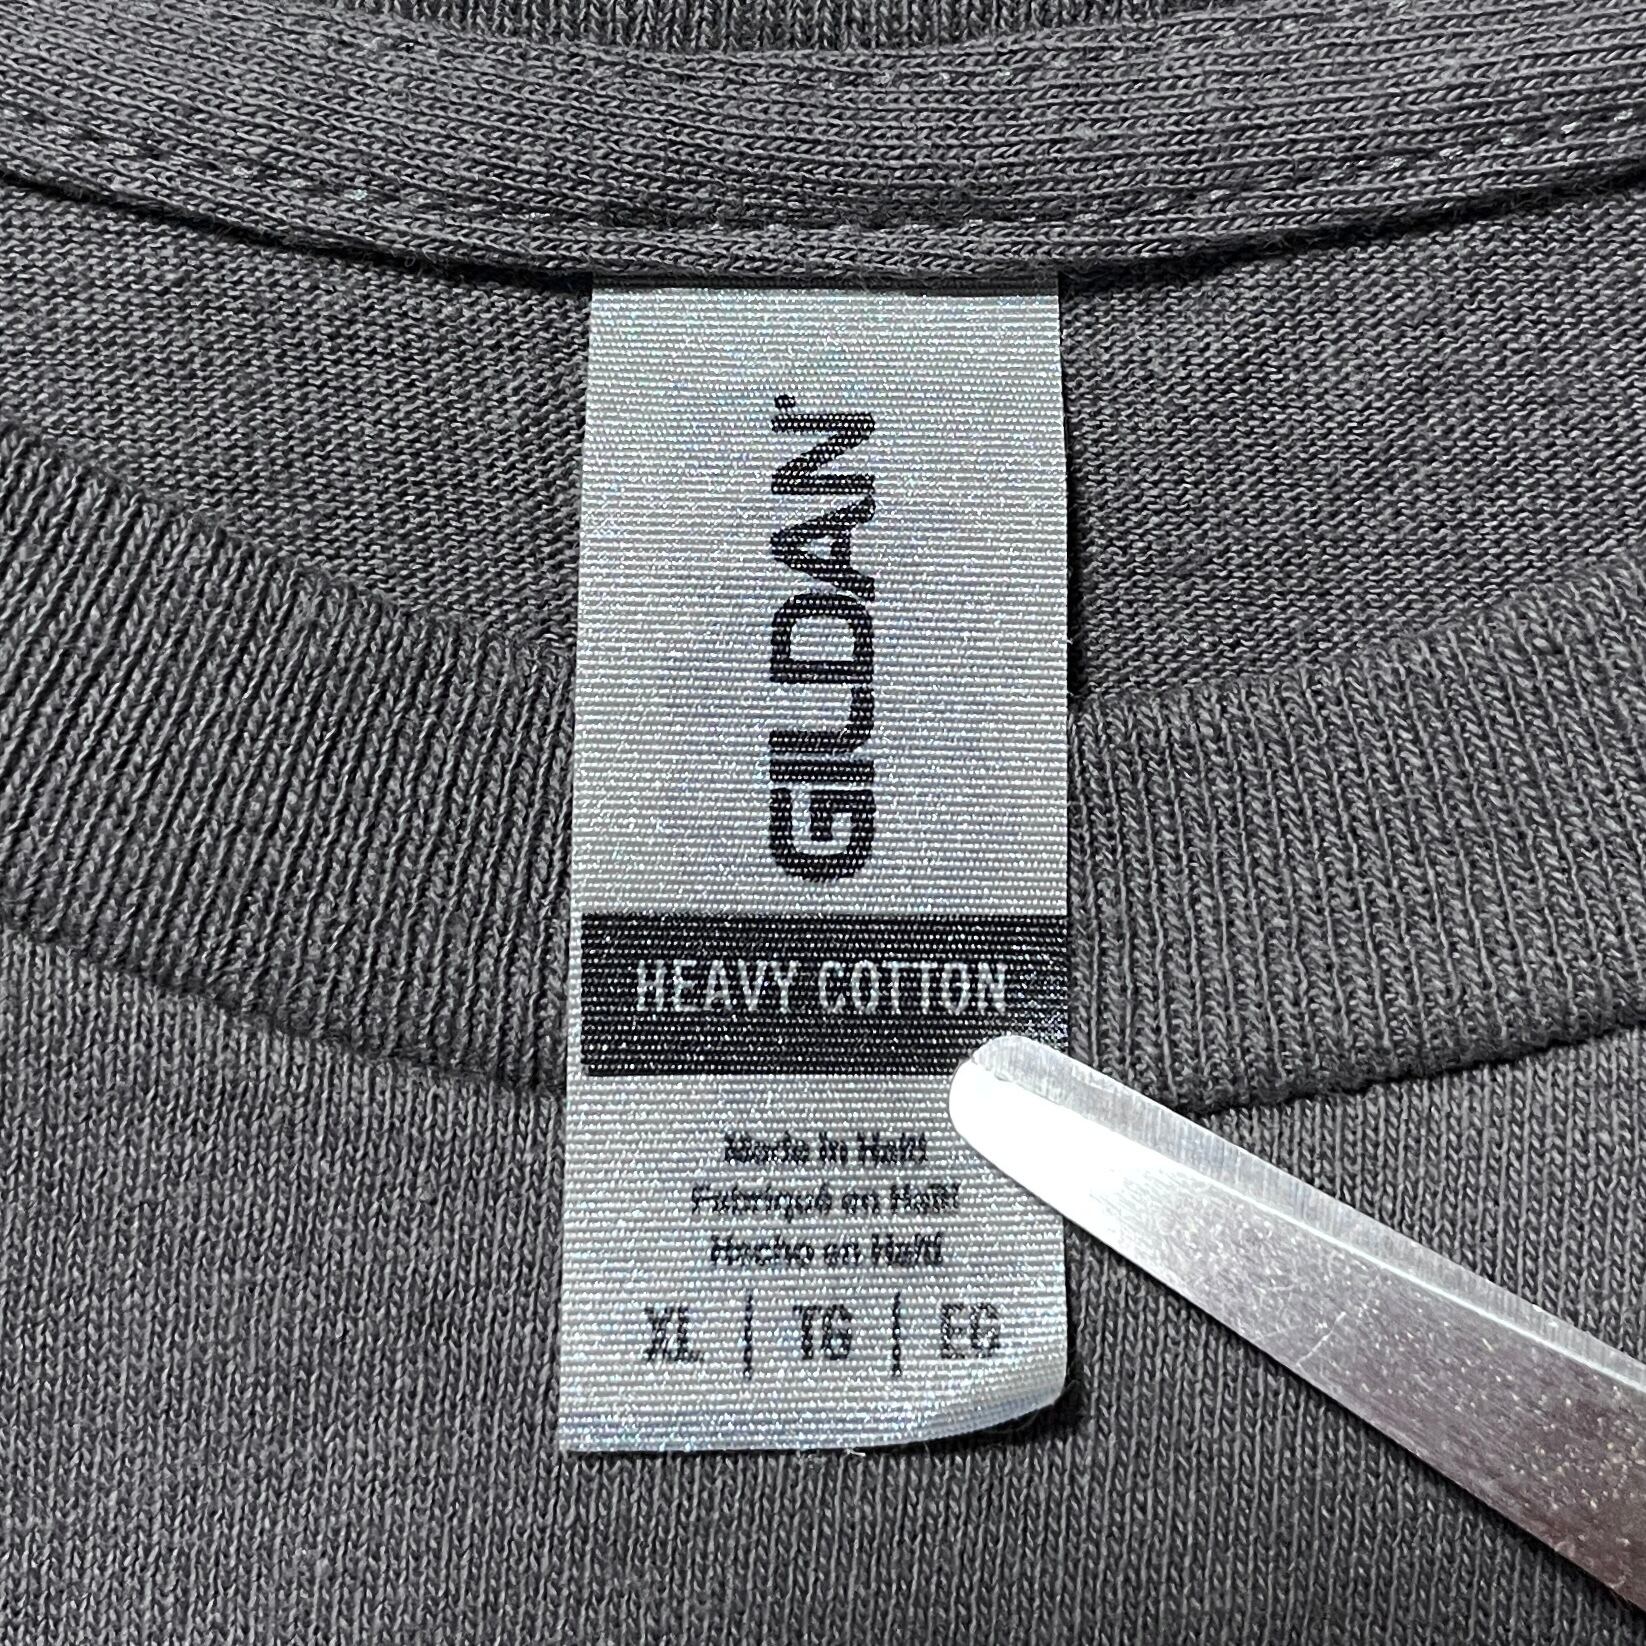 GILDAN
HEAVY COTTON
Made in Haiti
Fabriqué en Haïti
Hecho en Haití
XL | TG | EG